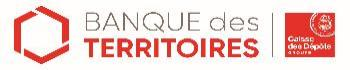 BANQUE des
TERRITOIRES
Caisse
des Dépôts
GROUPE